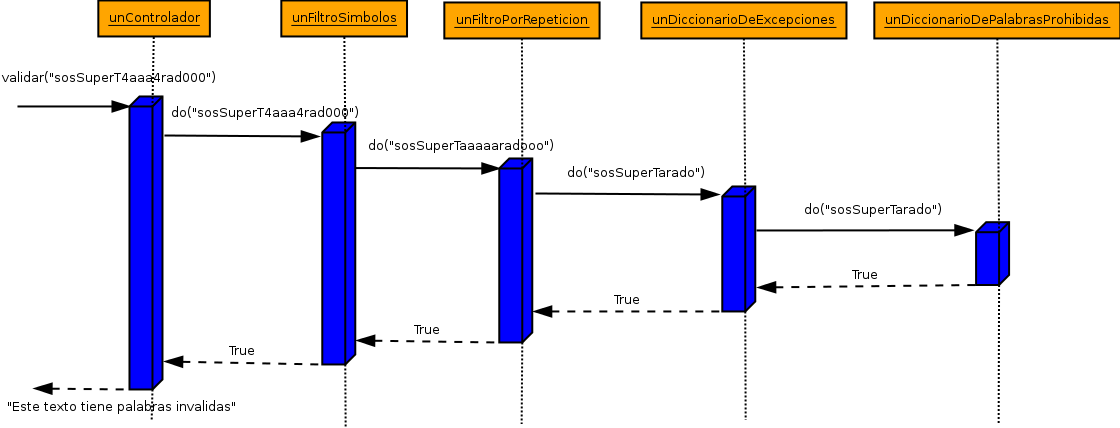 unControlador
unFiltroSimbolos
unFiltroPorRepeticion
unDiccionarioDeExcepciones
unDiccionarioDePalabrasProhibidas
validar("sosSuperT4aaa4rad000")
do("sosSuperT4aaa4rad000")
do("sosSuperTaaaaaradooo")
do("sosSuperTarado")
do("sosSuperTarado")
True
True
True
True
"Este texto tiene palabras invalidas"